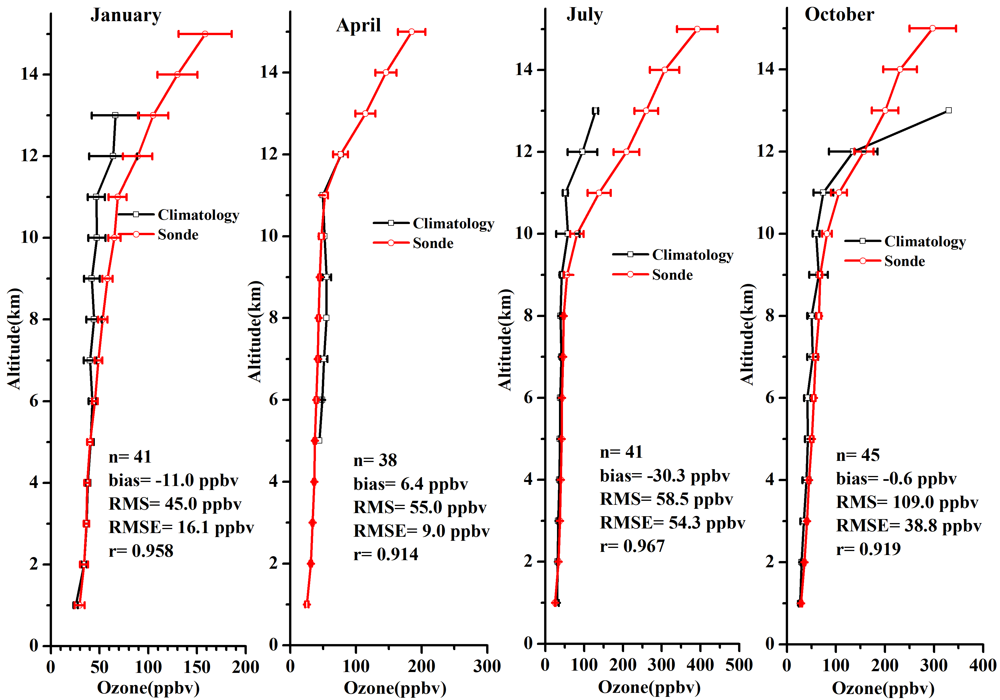 January
14
12
10
8
6
4
2
0
Altitude(km)
0 50 100 150 200
Ozone(ppbv)
Climatology
Sonde
n= 41
bias= -11.0 ppbv
RMS= 45.0 ppbv
RMSE= 16.1 ppbv
r= 0.958
April
14
12
10
8
6
4
2
0
Altitude(km)
0 100 200 300
Ozone(ppbv)
Climatology
Sonde
n= 38
bias= 6.4 ppbv
RMS= 55.0 ppbv
RMSE= 9.0 ppbv
r= 0.914
July
14
12
10
8
6
4
2
0
Altitude(km)
0 100 200 300 400 500
Ozone(ppbv)
Climatology
Sonde
n= 41
bias= -30.3 ppbv
RMS= 58.5 ppbv
RMSE= 54.3 ppbv
r= 0.967
October
14
12
10
8
6
4
2
0
Altitude(km)
0 100 200 300 400
Ozone(ppbv)
Climatology
Sonde
n= 45
bias= -0.6 ppbv
RMS= 109.0 ppbv
RMSE= 38.8 ppbv
r= 0.919